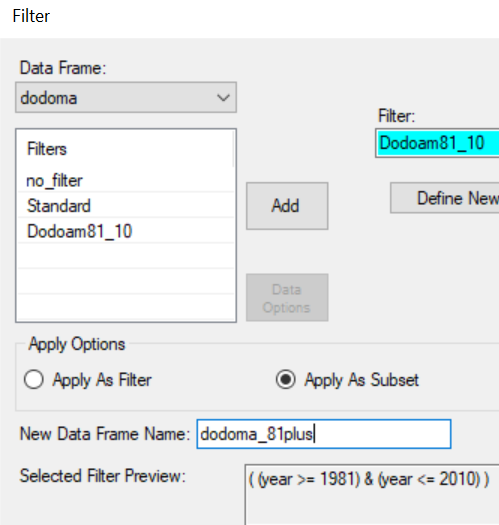 Filter
Data Frame:
dodoma
Filters
no_filter
Standard
Dodoam81_10
Add
Data
Options
Filter:
Dodoam81_10
Define New
Apply Options
Apply As Filter
Apply As Subset
New Data Frame Name: dodoma_81plus
Selected Filter Preview: ( (year >= 1981) & (year <= 2010) )